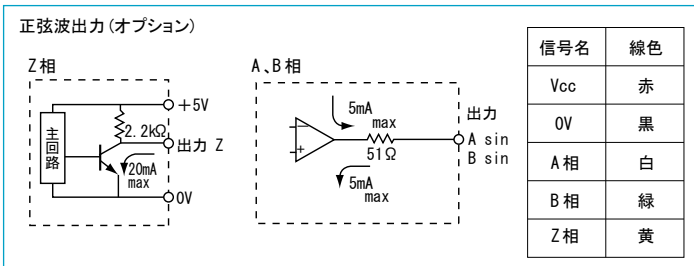 正弦波出力(オプション)
Z相
主回路
+5V
2.2kΩ
出力 Z
20mA
max
0V
A、B相
5mA
max
51Ω
5mA
max
出力
A sin
B sin
信号名 線色
Vcc 赤
0V 黒
A相 白
B相 緑
Z相 黄